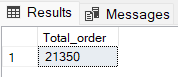 Results Messages
Total_order
1 21350